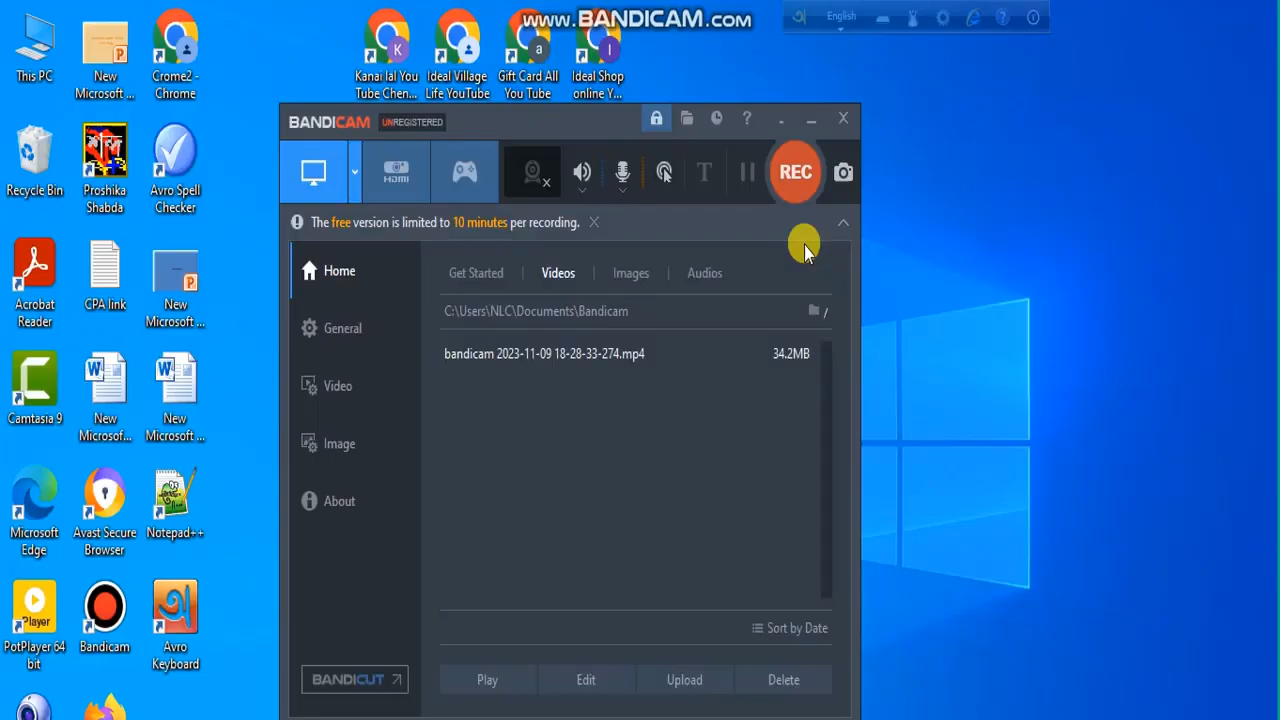 www.BANDICAM.com
English
This PC
New
Microsoft ...
Crome2 -
Chrome
Kanai lal You
Tube Chen...
Ideal Village
Life YouTube
Gift Card All
You Tube
Ideal Shop
online Y...
K
a
I
Recycle Bin
Proshika
Shabda
Avro Spell
Checker
Acrobat
Reader
CPA link
New
Microsoft ...
Camtasia 9
New
Microsof...
New
Microsoft ...
Microsoft
Edge
Avast Secure
Browser
Notepad++
Player
PotPlayer 64
bit
Bandicam
Avro
Keyboard
BANDICAM UNREGISTERED
HDMI
T
REC
The free version is limited to 10 minutes per recording.
Home
General
Video
Image
About
BANDICUT
Get Started
Videos
Images
Audios
C:\Users\NLC\Documents\Bandicam
/
bandicam 2023-11-09 18-28-33-274.mp4 34.2MB
Sort by Date
Play
Edit
Upload
Delete